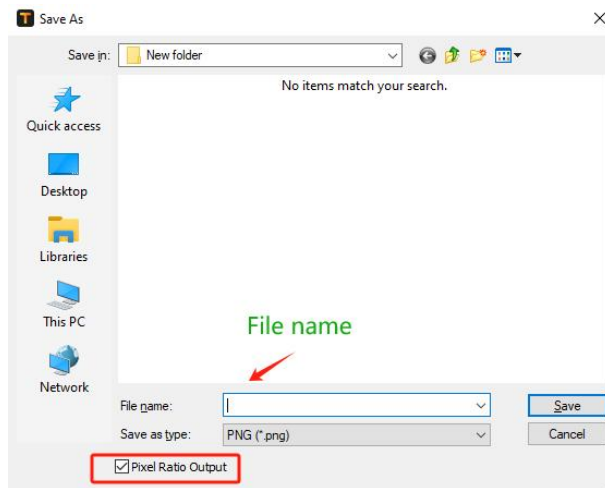 T Save As
Save in: New folder
No items match your search.
Quick access
Desktop
Libraries
This PC
Network
File name
File name:
Save
Save as type: PNG (*.png)
Cancel
Pixel Ratio Output